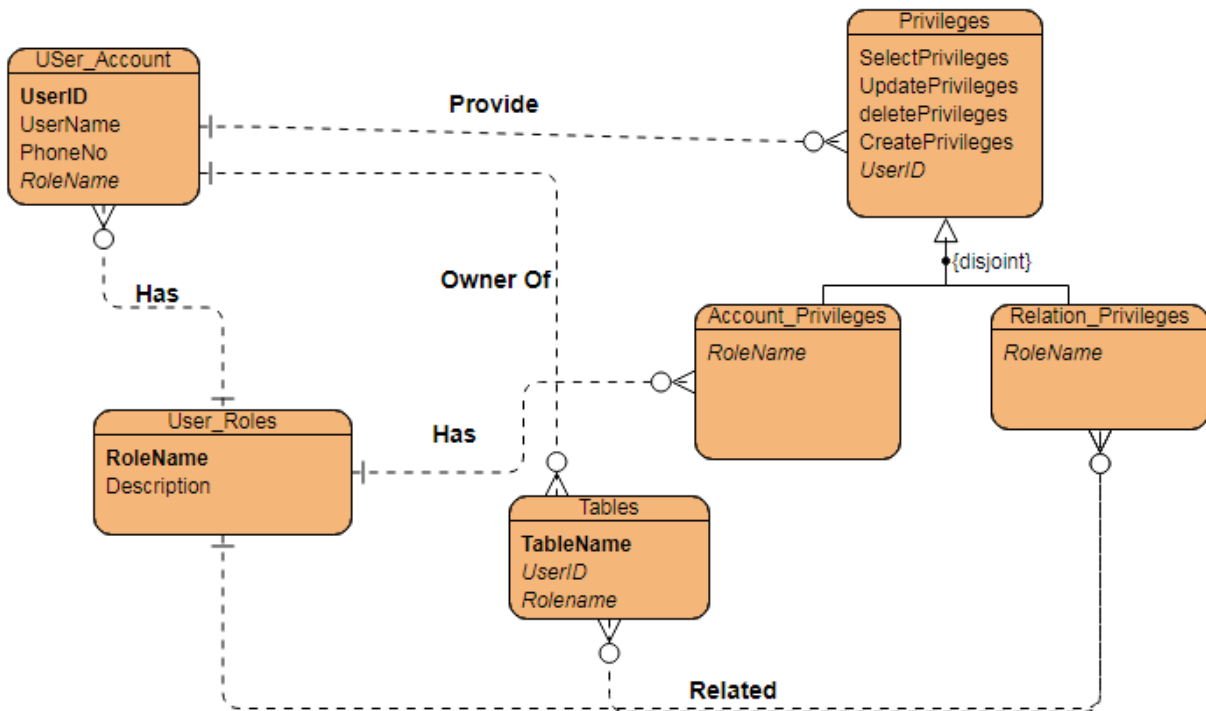 Privileges
SelectPrivileges
UpdatePrivileges
deletePrivileges
CreatePrivileges
UserID
USer_Account
UserID
UserName
PhoneNo
RoleName
Provide
{disjoint}
Owner Of
Has
Account_Privileges
RoleName
Relation_Privileges
RoleName
User_Roles
RoleName
Description
Has
Tables
TableName
UserID
Rolename
Related